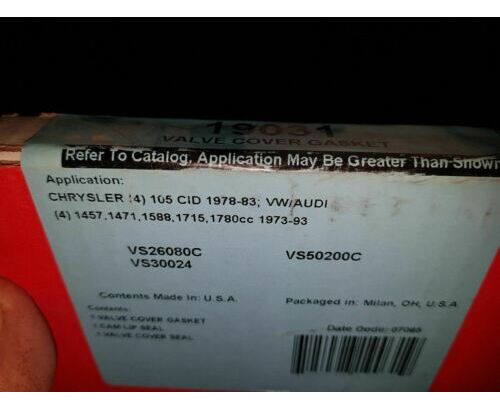 19031
VALVE COVER GASKET
Refer To Catalog, Application May Be Greater Than Shown
Application:
CHRYSLER (4) 105 CID 1978-83; VW/AUDI
(4) 1457,1471,1588,1715,1780cc 1973-93
VS26080C VS50200C
VS30024
Contents Made In: U.S.A.
Packaged in: Milan, OH, U.S.A
Contents:
1 VALVE COVER GASKET
1 CAM LIP SEAL
1 VALVE COVER SEAL
Date Code: